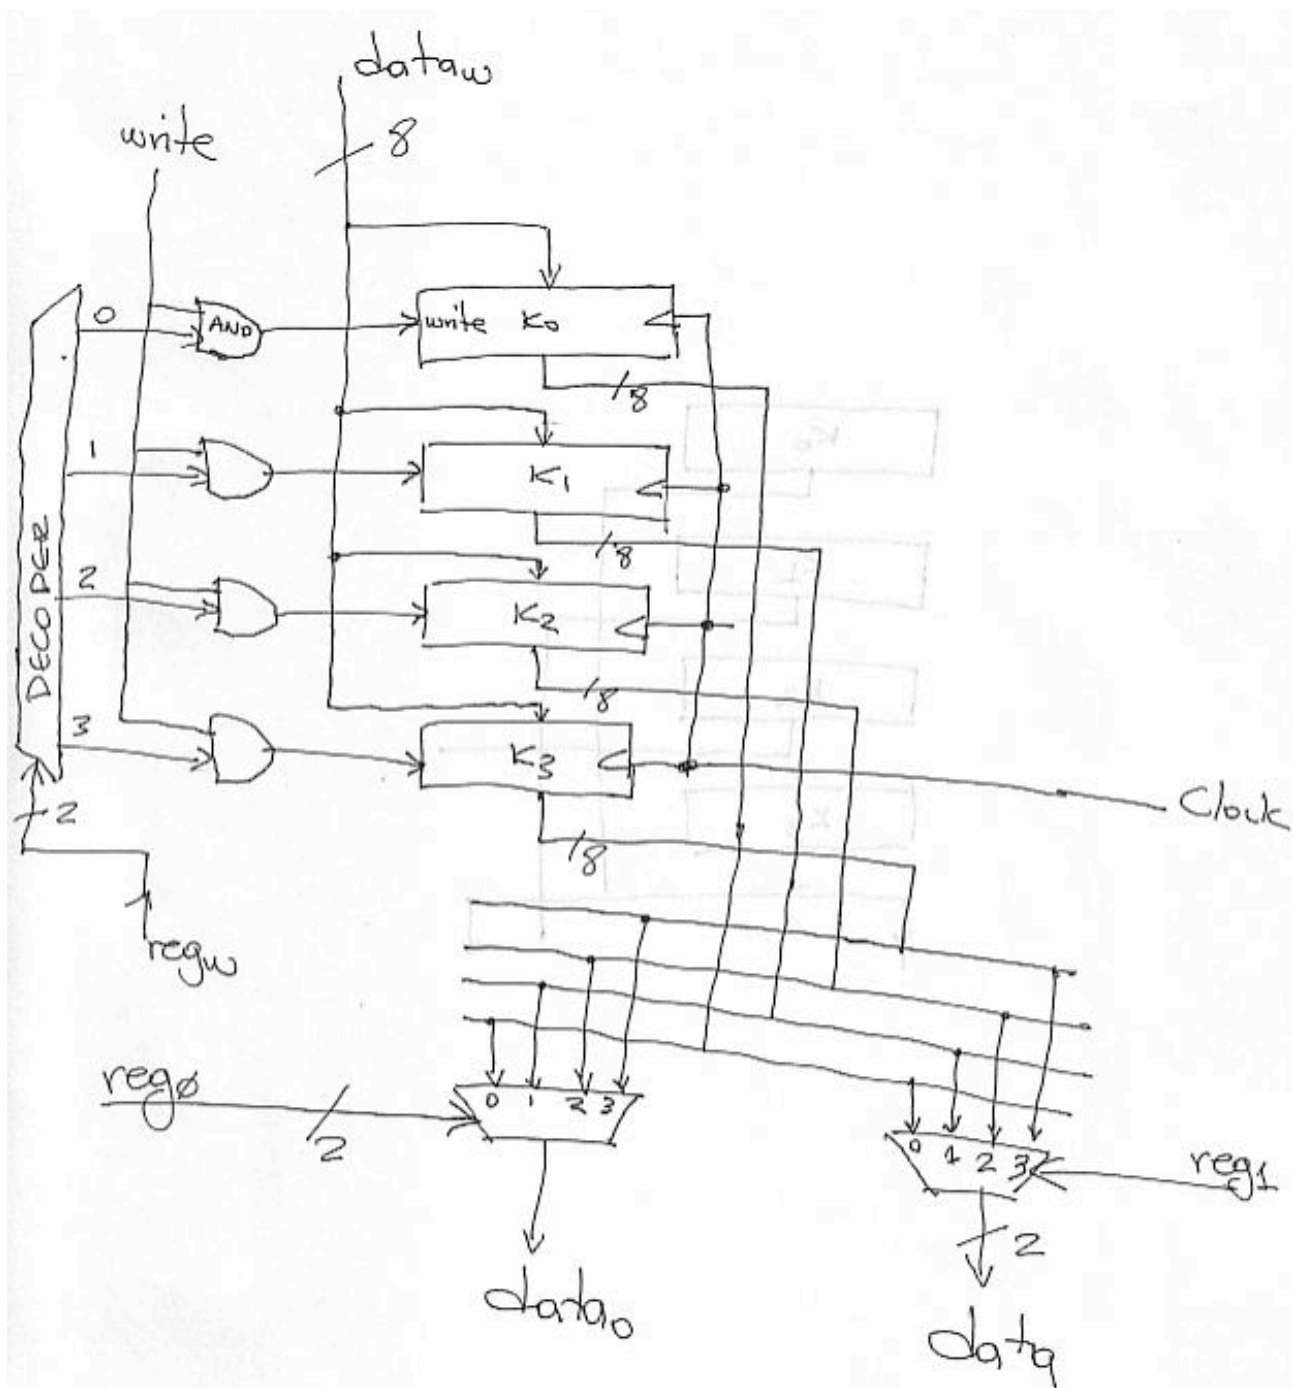 data_w
8
write
0
AND
write K0
8
1
K1
8
DECODER
2
K2
8
3
K3
2
Clock
8
regw
regø
2
0 1 2 3
0 1 2 3
reg1
2
data0
data1